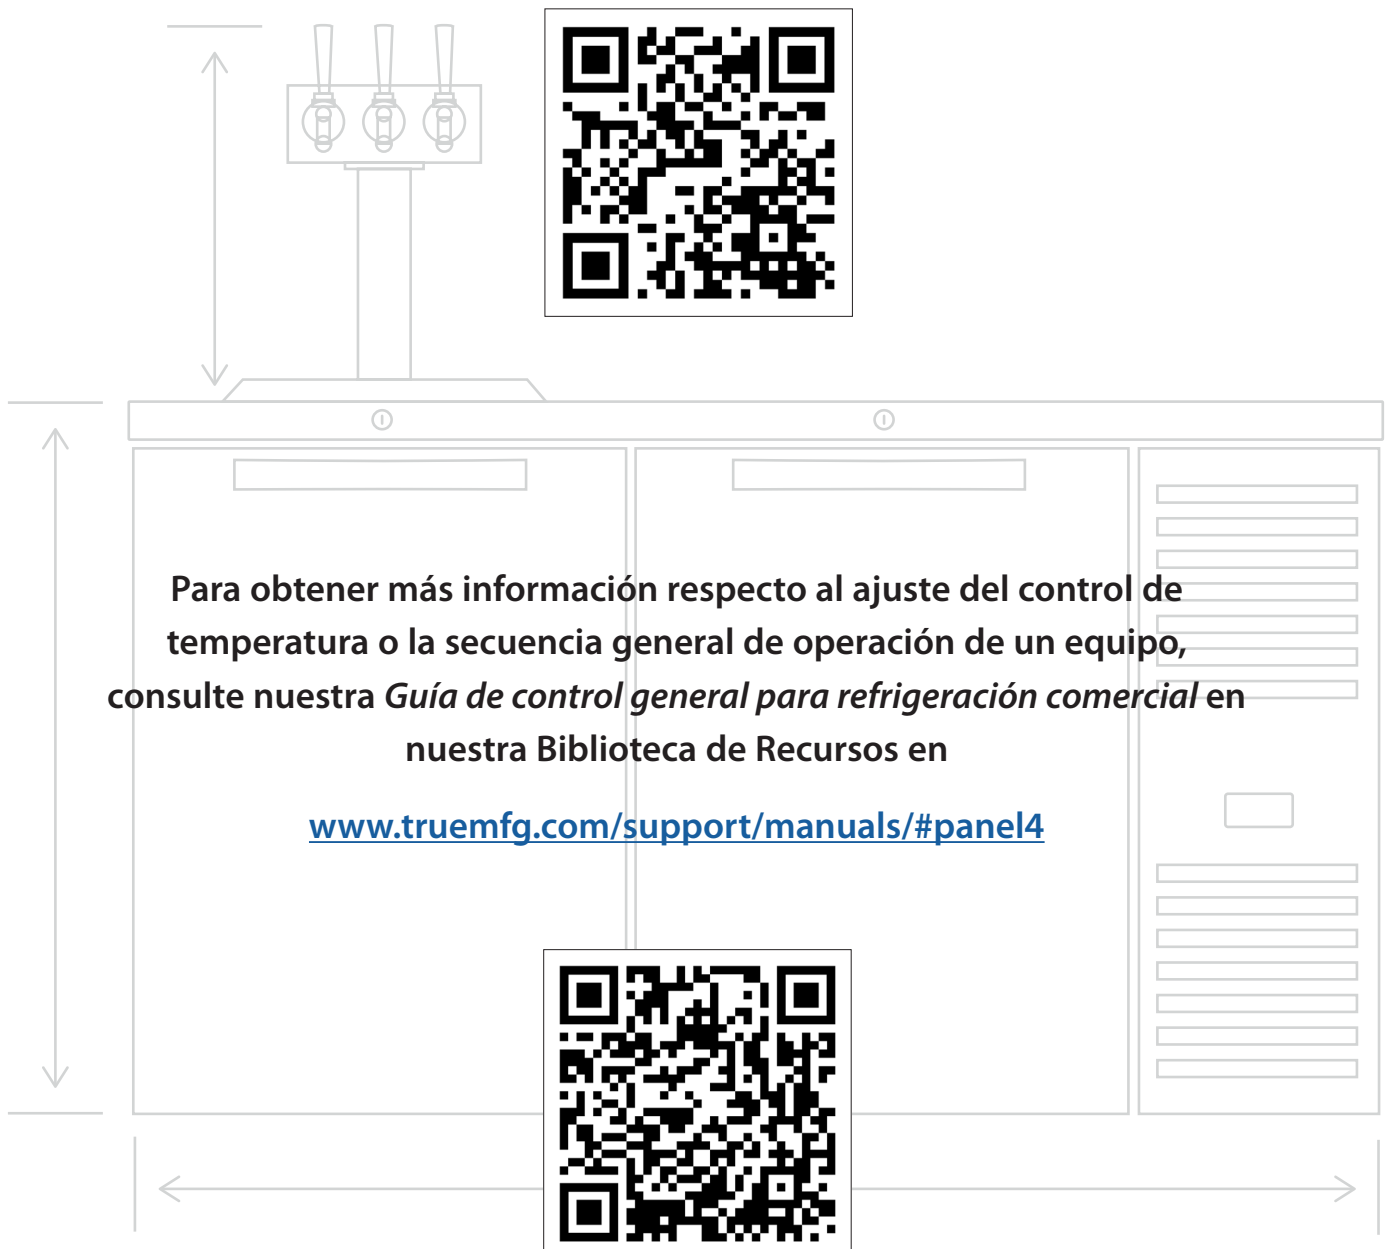 Para obtener más información respecto al ajuste del control de
temperatura o la secuencia general de operación de un equipo,
consulte nuestra Guía de control general para refrigeración comercial en
nuestra Biblioteca de Recursos en
www.truemfg.com/support/manuals/#panel4